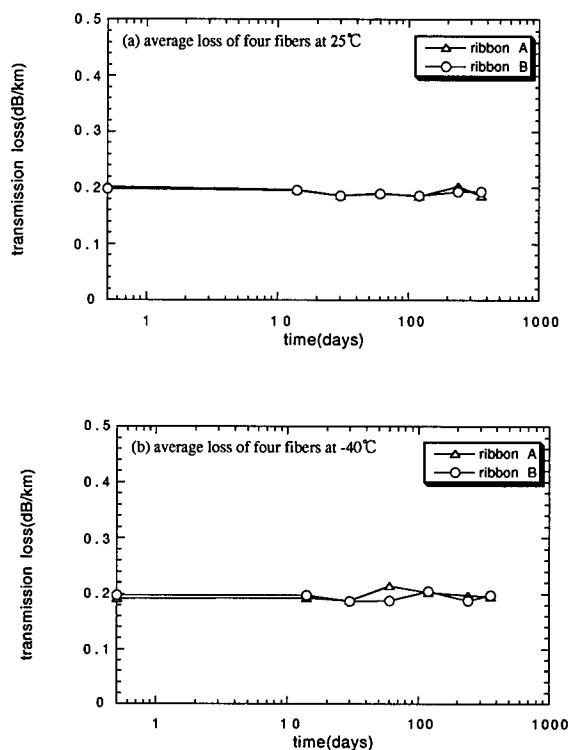 (a) average loss of four fibers at 25℃
ribbon A
ribbon B
transmission loss(dB/km)
0.5
0.4
0.3
0.2
0.1
0
1 10 100 1000
time(days)
(b) average loss of four fibers at -40℃
ribbon A
ribbon B
transmission loss(dB/km)
0.5
0.4
0.3
0.2
0.1
0
1 10 100 1000
time(days)